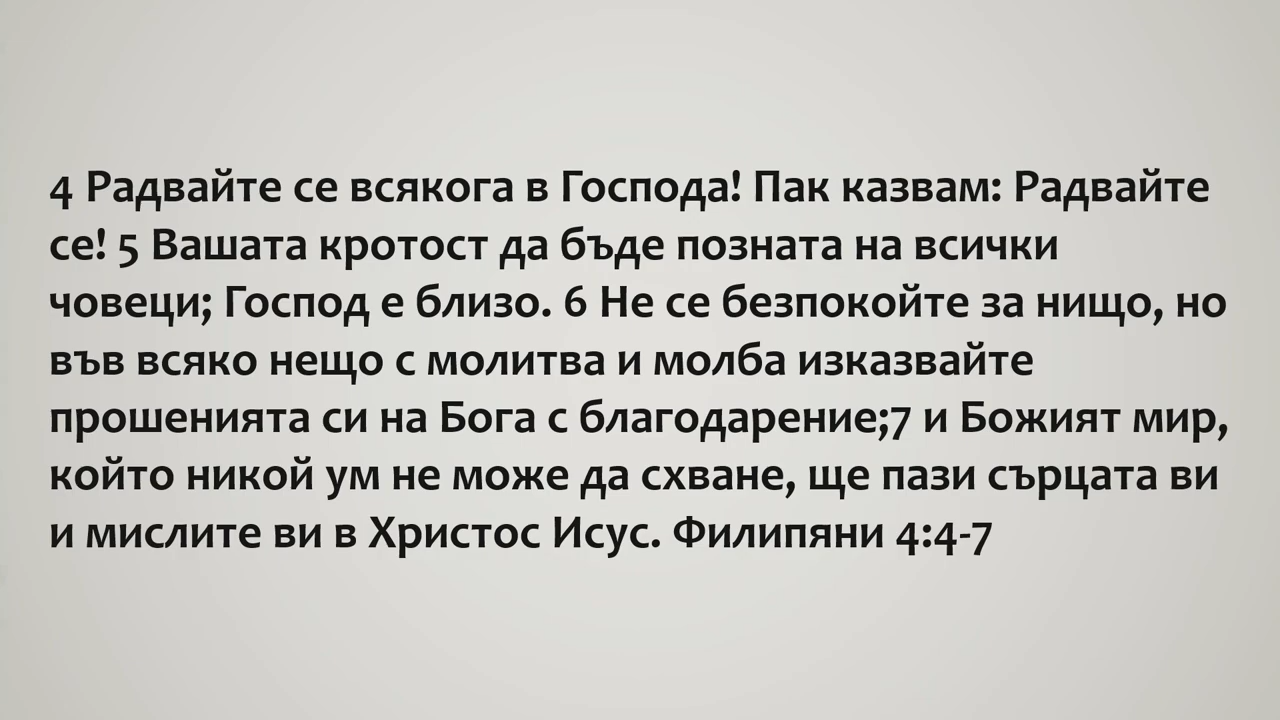 4 Радвайте се всякога в Господа! Пак казвам: Радвайте
се! 5 Вашата кротост да бъде позната на всички
човеци; Господ е близо. 6 Не се безпокойте за нищо, но
във всяко нещо с молитва и молба изказвайте
прошенията си на Бога с благодарение;7 и Божият мир,
който никой ум не може да схване, ще пази сърцата ви
и мислите ви в Христос Исус. Филипяни 4:4-7